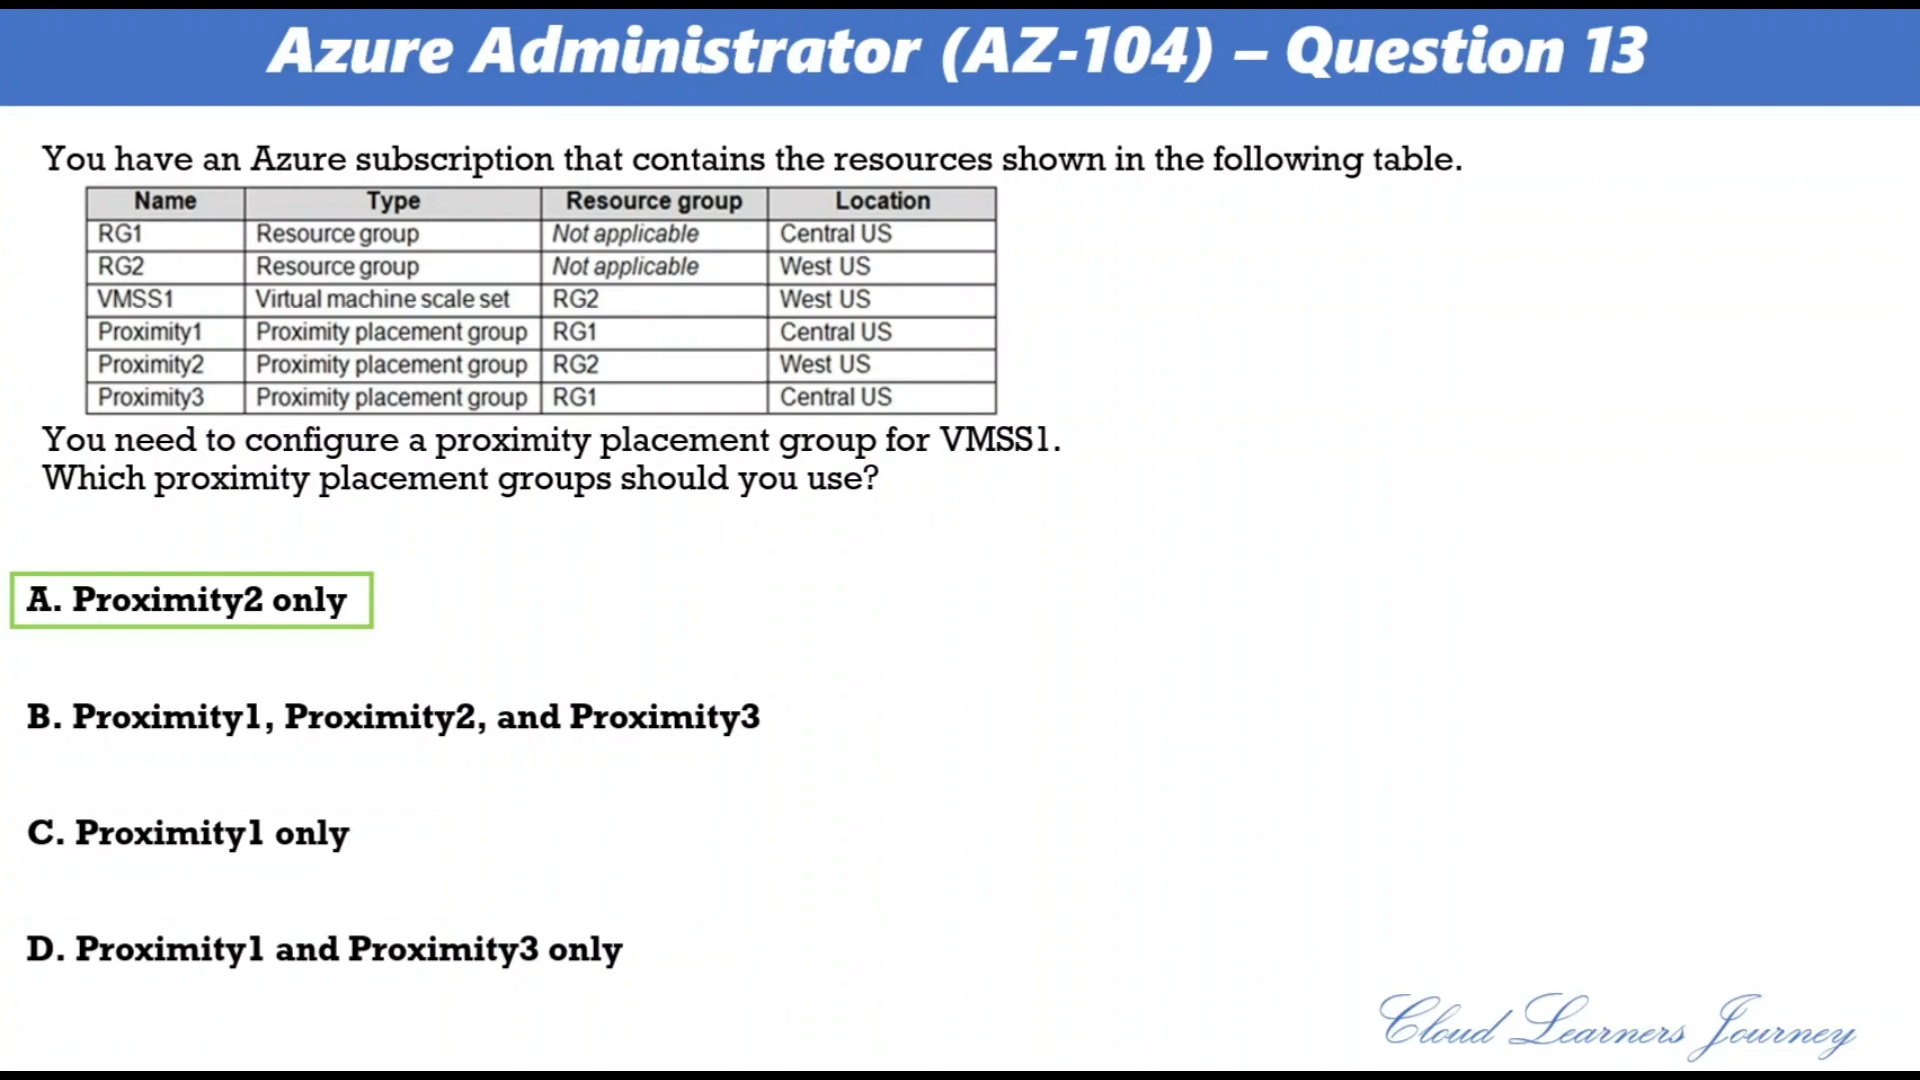 Azure Administrator (AZ-104) – Question 13
You have an Azure subscription that contains the resources shown in the following table.
Name Type Resource group Location
RG1 Resource group Not applicable Central US
RG2 Resource group Not applicable West US
VMSS1 Virtual machine scale set RG2 West US
Proximity1 Proximity placement group RG1 Central US
Proximity2 Proximity placement group RG2 West US
Proximity3 Proximity placement group RG1 Central US
You need to configure a proximity placement group for VMSS1.
Which proximity placement groups should you use?
A. Proximity2 only
B. Proximity1, Proximity2, and Proximity3
C. Proximity1 only
D. Proximity1 and Proximity3 only
Cloud Learners Journey